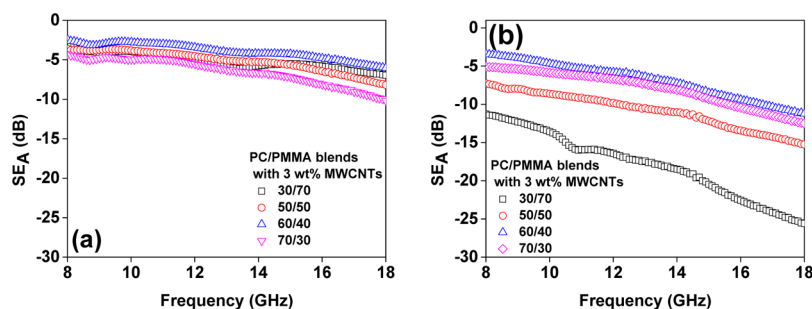 0
-5
-10
-15
-20
-25
-30
SE_A (dB)
(a)
PC/PMMA blends
with 3 wt% MWCNTs
30/70
50/50
60/40
70/30
8 10 12 14 16 18
Frequency (GHz)
0
-5
-10
-15
-20
-25
-30
SE_A (dB)
(b)
PC/PMMA blends
with 3 wt% MWCNTs
30/70
50/50
60/40
70/30
8 10 12 14 16 18
Frequency (GHz)